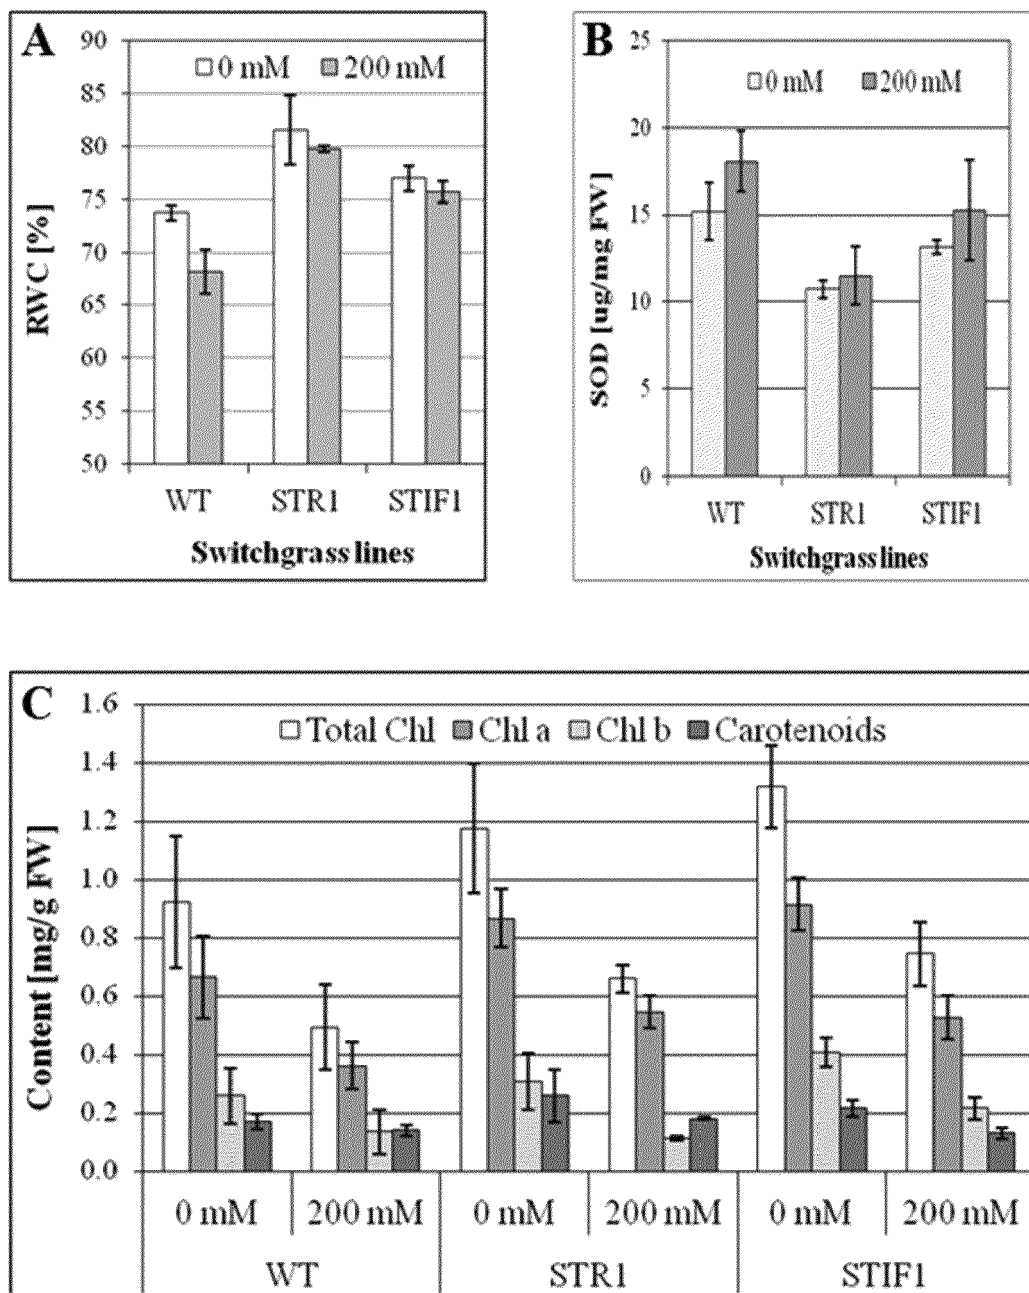 A
90
85
80
75
70
65
60
55
50
0 mM 200 mM
RWC [%]
WT STR1 STIF1
Switchgrass lines
B
25
20
15
10
5
0
0 mM 200 mM
SOD [ug/mg FW]
WT STR1 STIF1
Switchgrass lines
C
1.6
1.4
1.2
1.0
0.8
0.6
0.4
0.2
0.0
Total Chl Chl a Chl b Carotenoids
Content [mg/g FW]
0 mM 200 mM 0 mM 200 mM 0 mM 200 mM
WT STR1 STIF1